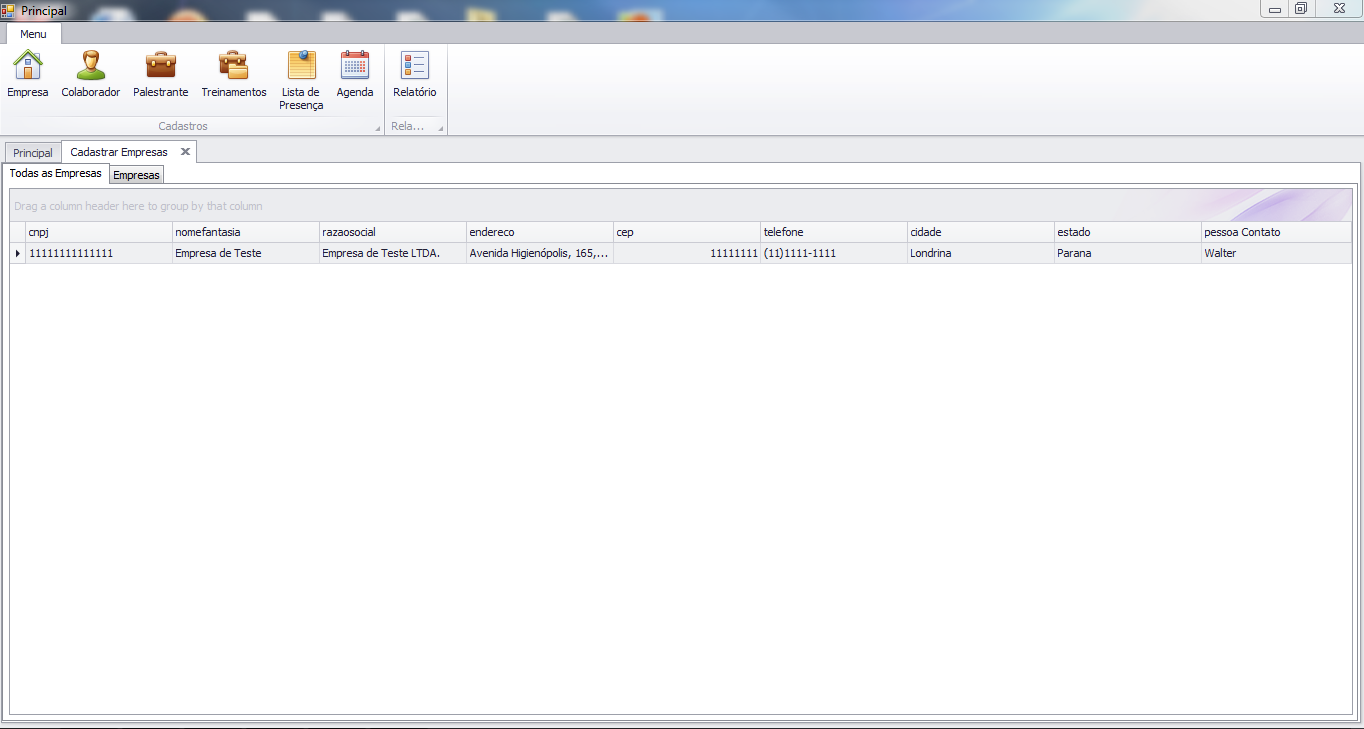 Principal
Menu
Empresa Colaborador Palestrante Treinamentos Lista de Presença Agenda Relatório
Cadastros Rela...
Principal Cadastrar Empresas
Todas as Empresas Empresas
Drag a column header here to group by that column
cnpj nomefantasia razaosocial endereco cep telefone cidade estado pessoa Contato
11111111111111 Empresa de Teste Empresa de Teste LTDA. Avenida Higienópolis, 165,... 11111111 (11)1111-1111 Londrina Parana Walter